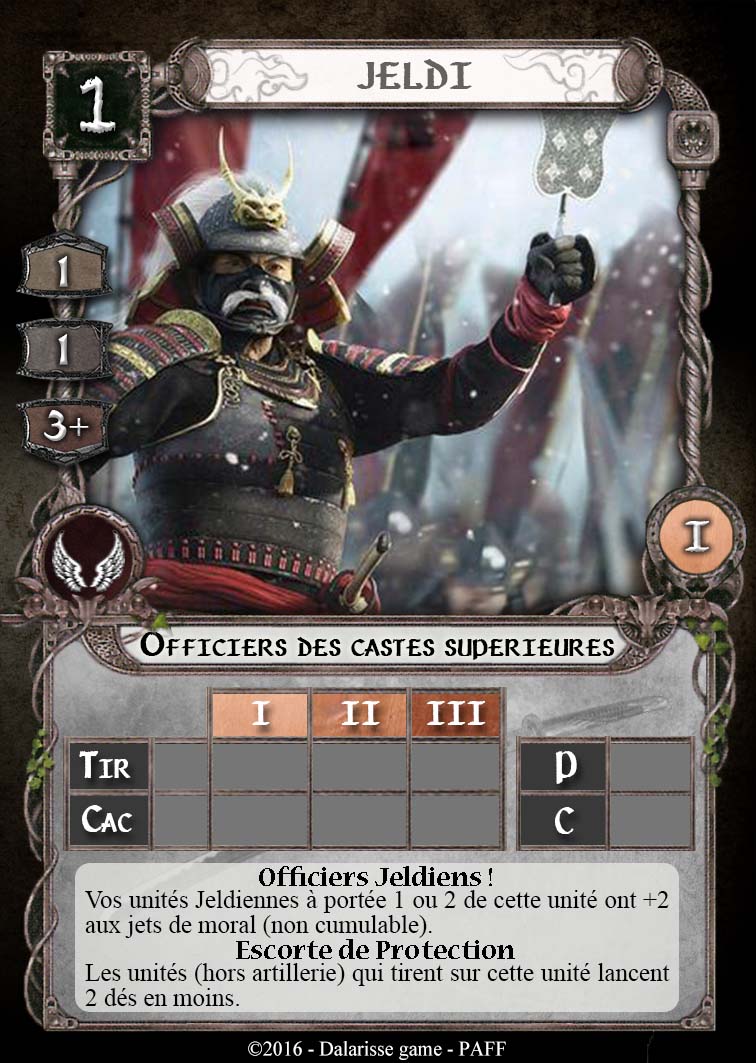 1
JELDI
1
1
3+
I
OFFICIERS DES CASTES SUPERIEURES
I II III
TIR
P
CAC
C
Officiers Jeldiens !
Vos unités Jeldiennes à portée 1 ou 2 de cette unité ont +2
aux jets de moral (non cumulable).
Escorte de Protection
Les unités (hors artillerie) qui tirent sur cette unité lancent
2 dés en moins.
©2016 - Dalarisse game - PAFF